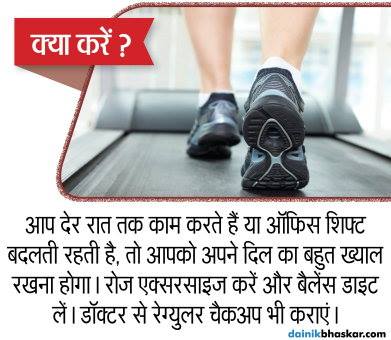 क्या करें ?
आप देर रात तक काम करते हैं या ऑफिस शिफ्ट
बदलती रहती है, तो आपको अपने दिल का बहुत ख्याल
रखना होगा। रोज एक्सरसाइज करें और बैलेंस डाइट
लें। डॉक्टर से रेग्युलर चैकअप भी कराएं।
dainikbhaskar.com